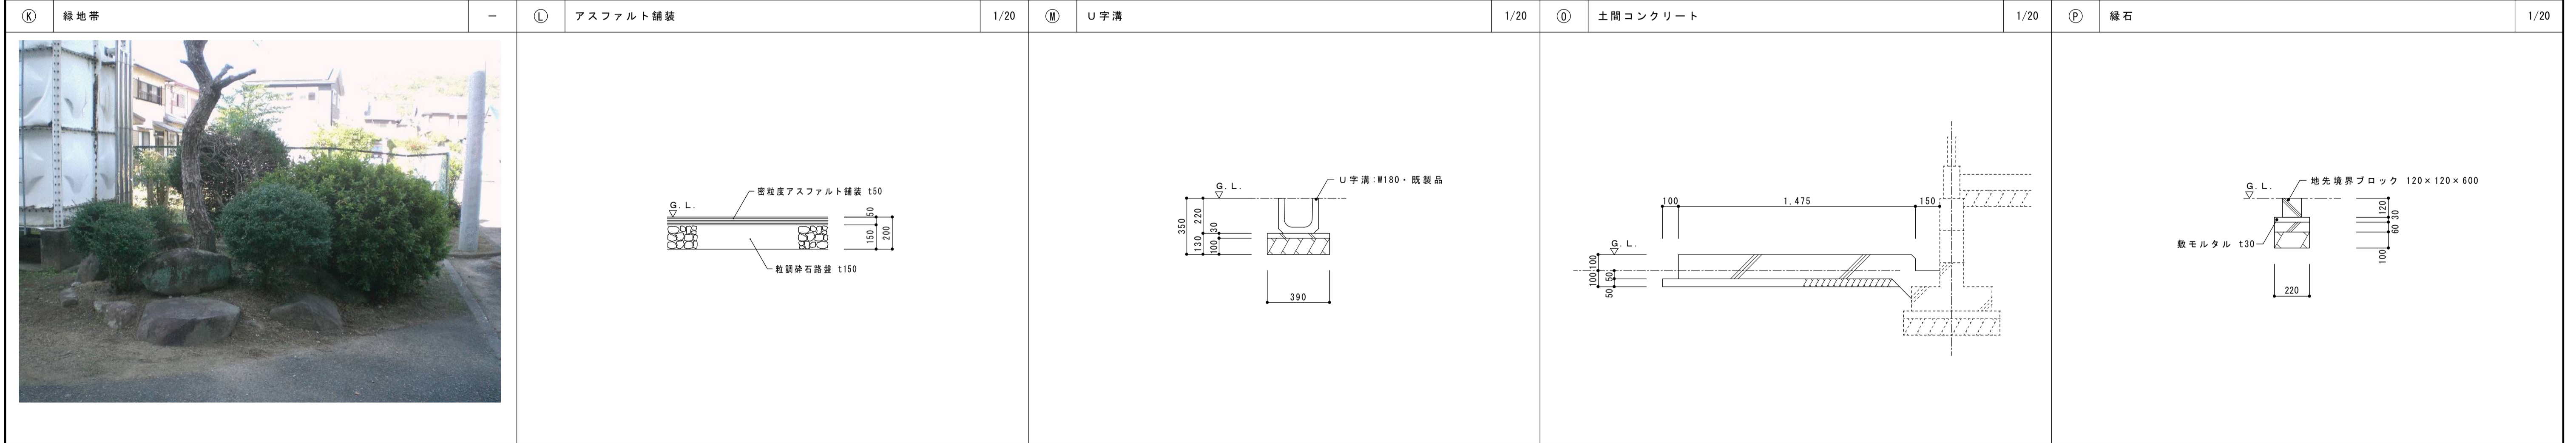 Ⓚ 緑地帯 −
Ⓛ アスファルト舗装 1/20
Ⓜ U字溝 1/20
Ⓞ 土間コンクリート 1/20
Ⓟ 縁石 1/20
密粒度アスファルト舗装 t50
G.L.
50
150
200
粒調砕石路盤 t150
U字溝:W180・既製品
G.L.
350
220
130
30
100
390
100
1,475
150
G.L.
100
100
50
50
地先境界ブロック 120×120×600
G.L.
120
30
60
100
敷モルタル t30
220